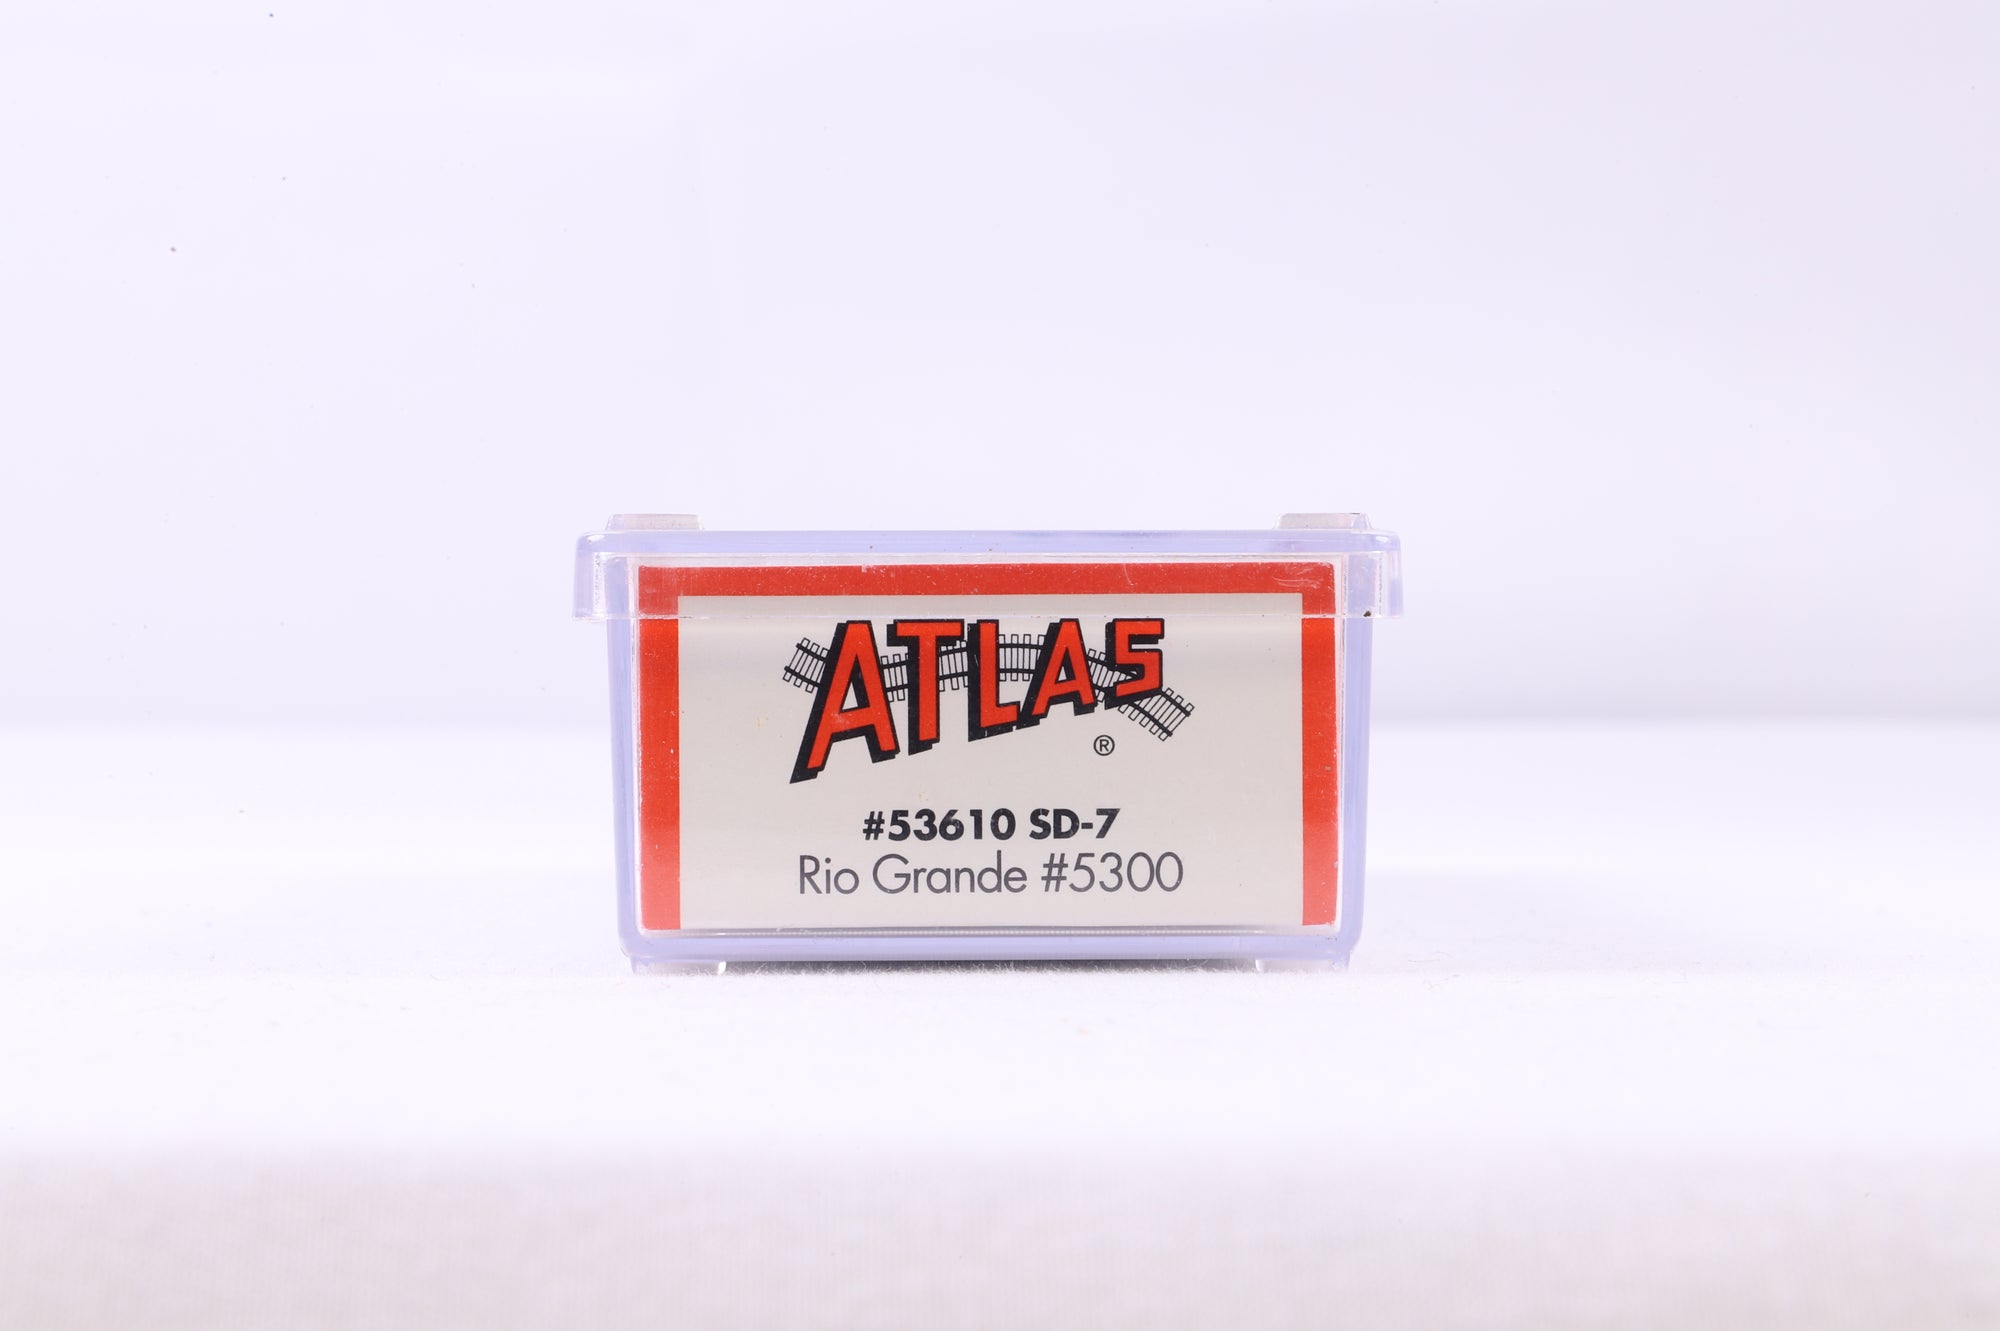 ATLAS
®
#53610 SD-7
Rio Grande #5300